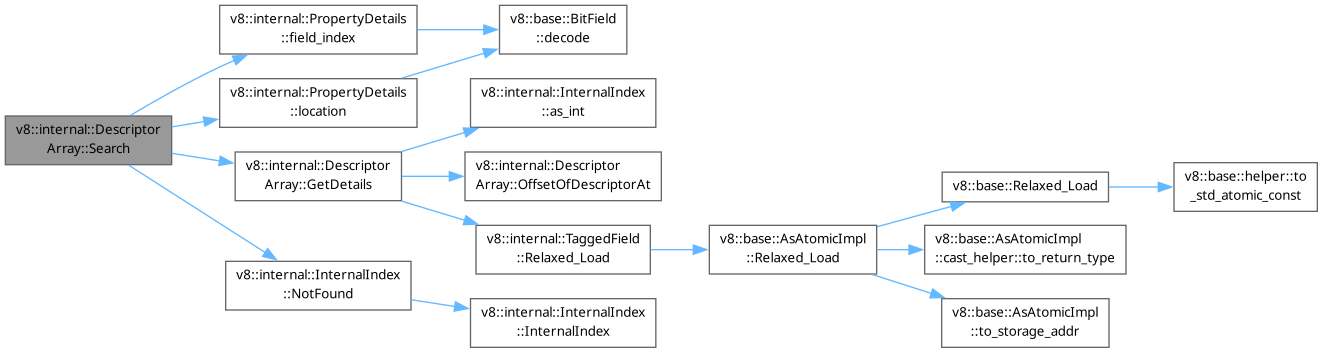 v8::internal::PropertyDetails
::field_index
v8::base::BitField
::decode
v8::internal::PropertyDetails
::location
v8::internal::InternalIndex
::as_int
v8::internal::Descriptor
Array::Search
v8::internal::Descriptor
Array::GetDetails
v8::internal::Descriptor
Array::OffsetOfDescriptorAt
v8::base::Relaxed_Load
v8::base::helper::to
_std_atomic_const
v8::internal::TaggedField
::Relaxed_Load
v8::base::AsAtomicImpl
::Relaxed_Load
v8::base::AsAtomicImpl
::cast_helper::to_return_type
v8::internal::InternalIndex
::NotFound
v8::internal::InternalIndex
::InternalIndex
v8::base::AsAtomicImpl
::to_storage_addr